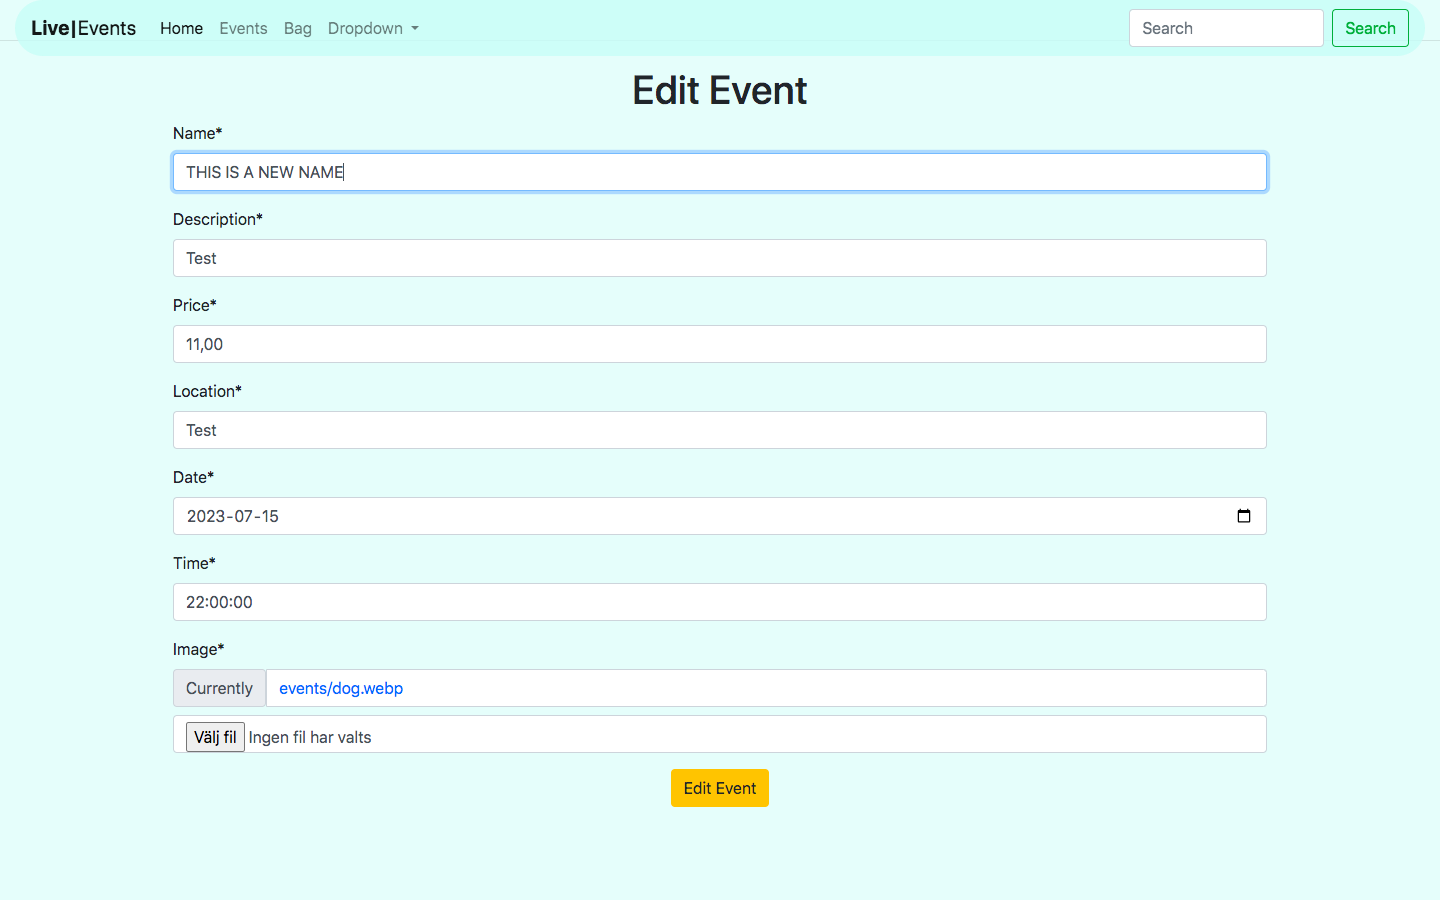 Live|Events Home Events Bag Dropdown Search Search
Edit Event
Name*
THIS IS A NEW NAME
Description*
Test
Price*
11,00
Location*
Test
Date*
2023-07-15
Time*
22:00:00
Image*
Currently events/dog.webp
Välj fil Ingen fil har valts
Edit Event